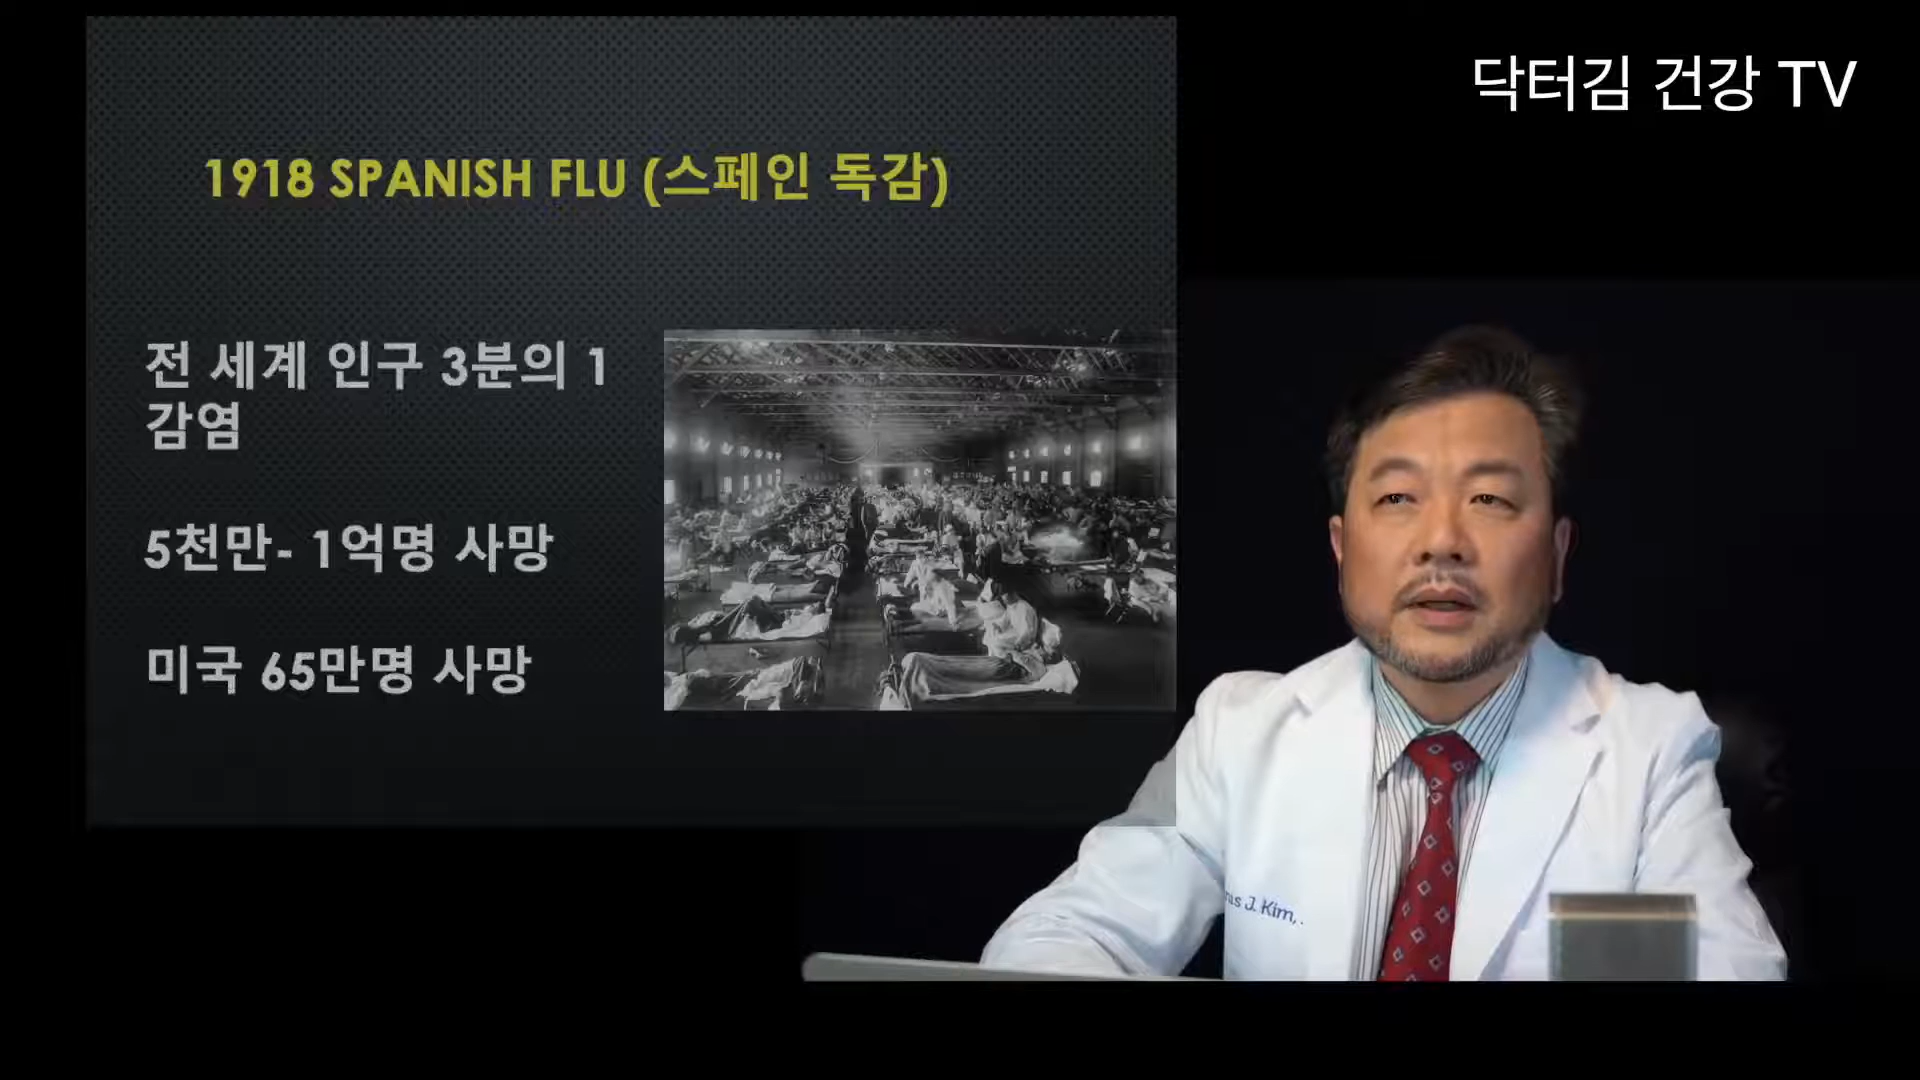 닥터김 건강 TV
1918 SPANISH FLU (스페인 독감)
전 세계 인구 3분의 1
감염
5천만- 1억명 사망
미국 65만명 사망
J. Kim,.